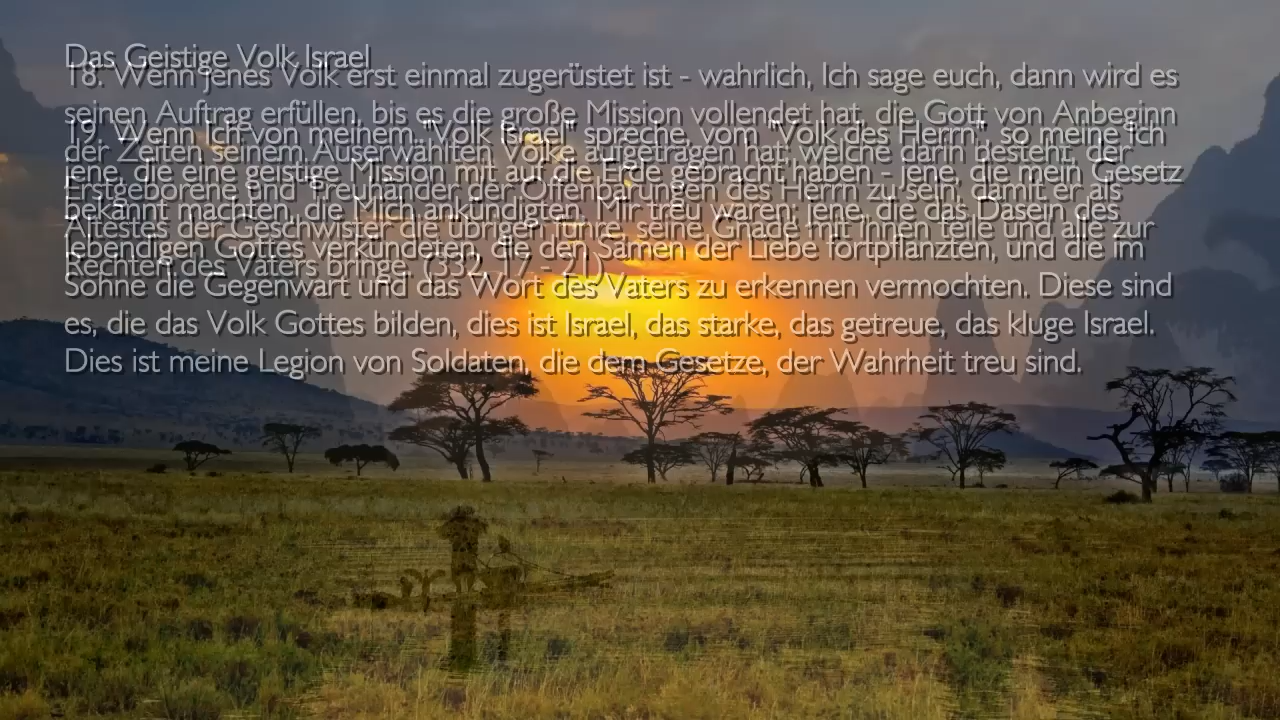 Das Geistige Volk Israel
18. Wenn jenes Volk erst einmal zugerüstet ist - wahrlich, Ich sage euch, dann wird es
seinen Auftrag erfüllen, bis es die große Mission vollendet hat, die Gott von Anbeginn
19. Wenn Ich von meinem "Volk Israel" spreche, vom "Volk des Herrn", so meine Ich
der Zeiten seinem Auserwählten Volke aufgetragen hat, welche darin besteht, der
jene, die eine geistige Mission mit auf die Erde gebracht haben - jene, die mein Gesetz
Erstgeborene und Treuhänder der Offenbarungen des Herrn zu sein, damit er als
bekannt machten, die Mich ankündigten, Mir treu waren; jene, die das Dasein des
Ältestes der Geschwister die übrigen führe, seine Gnade mit ihnen teile und alle zur
lebendigen Gottes verkündeten, die den Samen der Liebe fortpflanzten, und die im
Rechten des Vaters bringe. (332, 17 - 21)
Sohne die Gegenwart und das Wort des Vaters zu erkennen vermochten. Diese sind
es, die das Volk Gottes bilden, dies ist Israel, das starke, das getreue, das kluge Israel.
Dies ist meine Legion von Soldaten, die dem Gesetze, der Wahrheit treu sind.